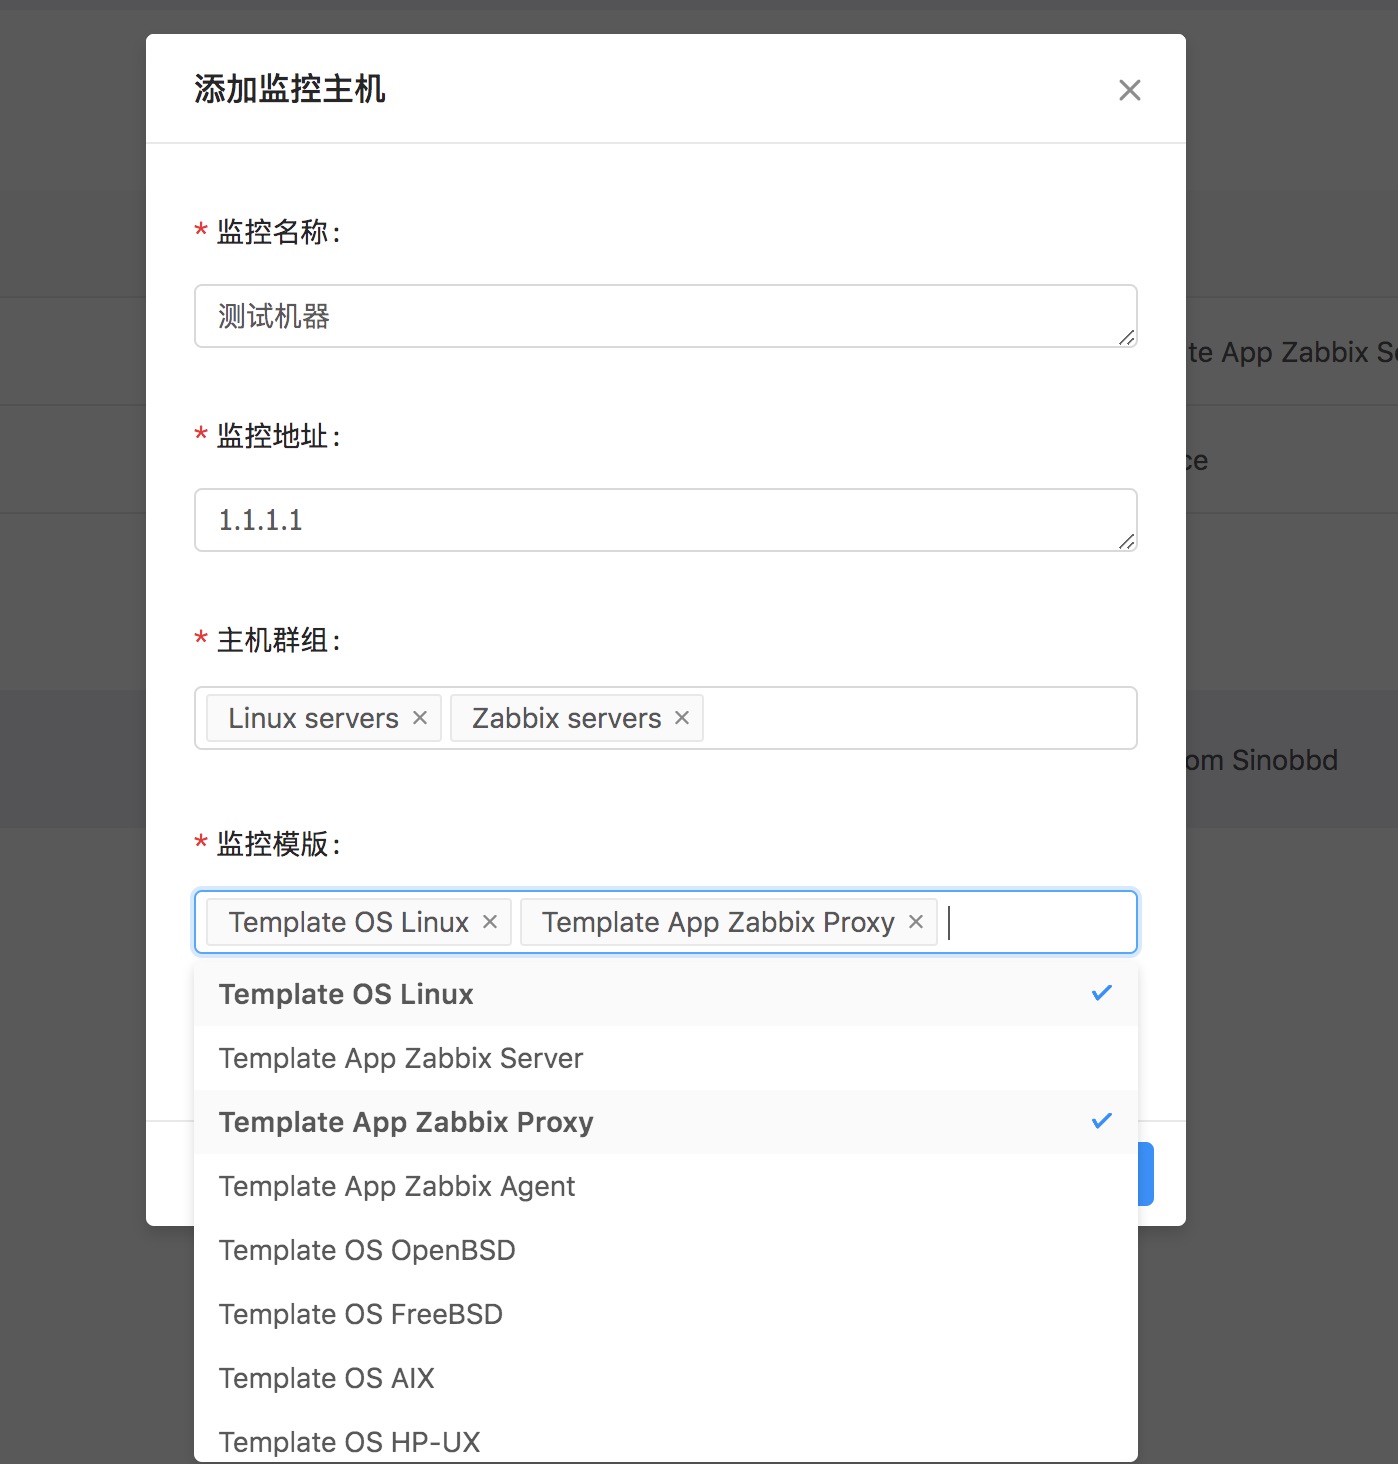 添加监控主机
* 监控名称:
测试机器
te App Zabbix
* 监控地址:
ce
1.1.1.1
* 主机群组:
Linux servers
Zabbix servers
om Sinobbd
* 监控模版:
Template OS Linux
Template App Zabbix Proxy
Template OS Linux
Template App Zabbix Server
Template App Zabbix Proxy
Template App Zabbix Agent
Template OS OpenBSD
Template OS FreeBSD
Template OS AIX
Template OS HP-UX